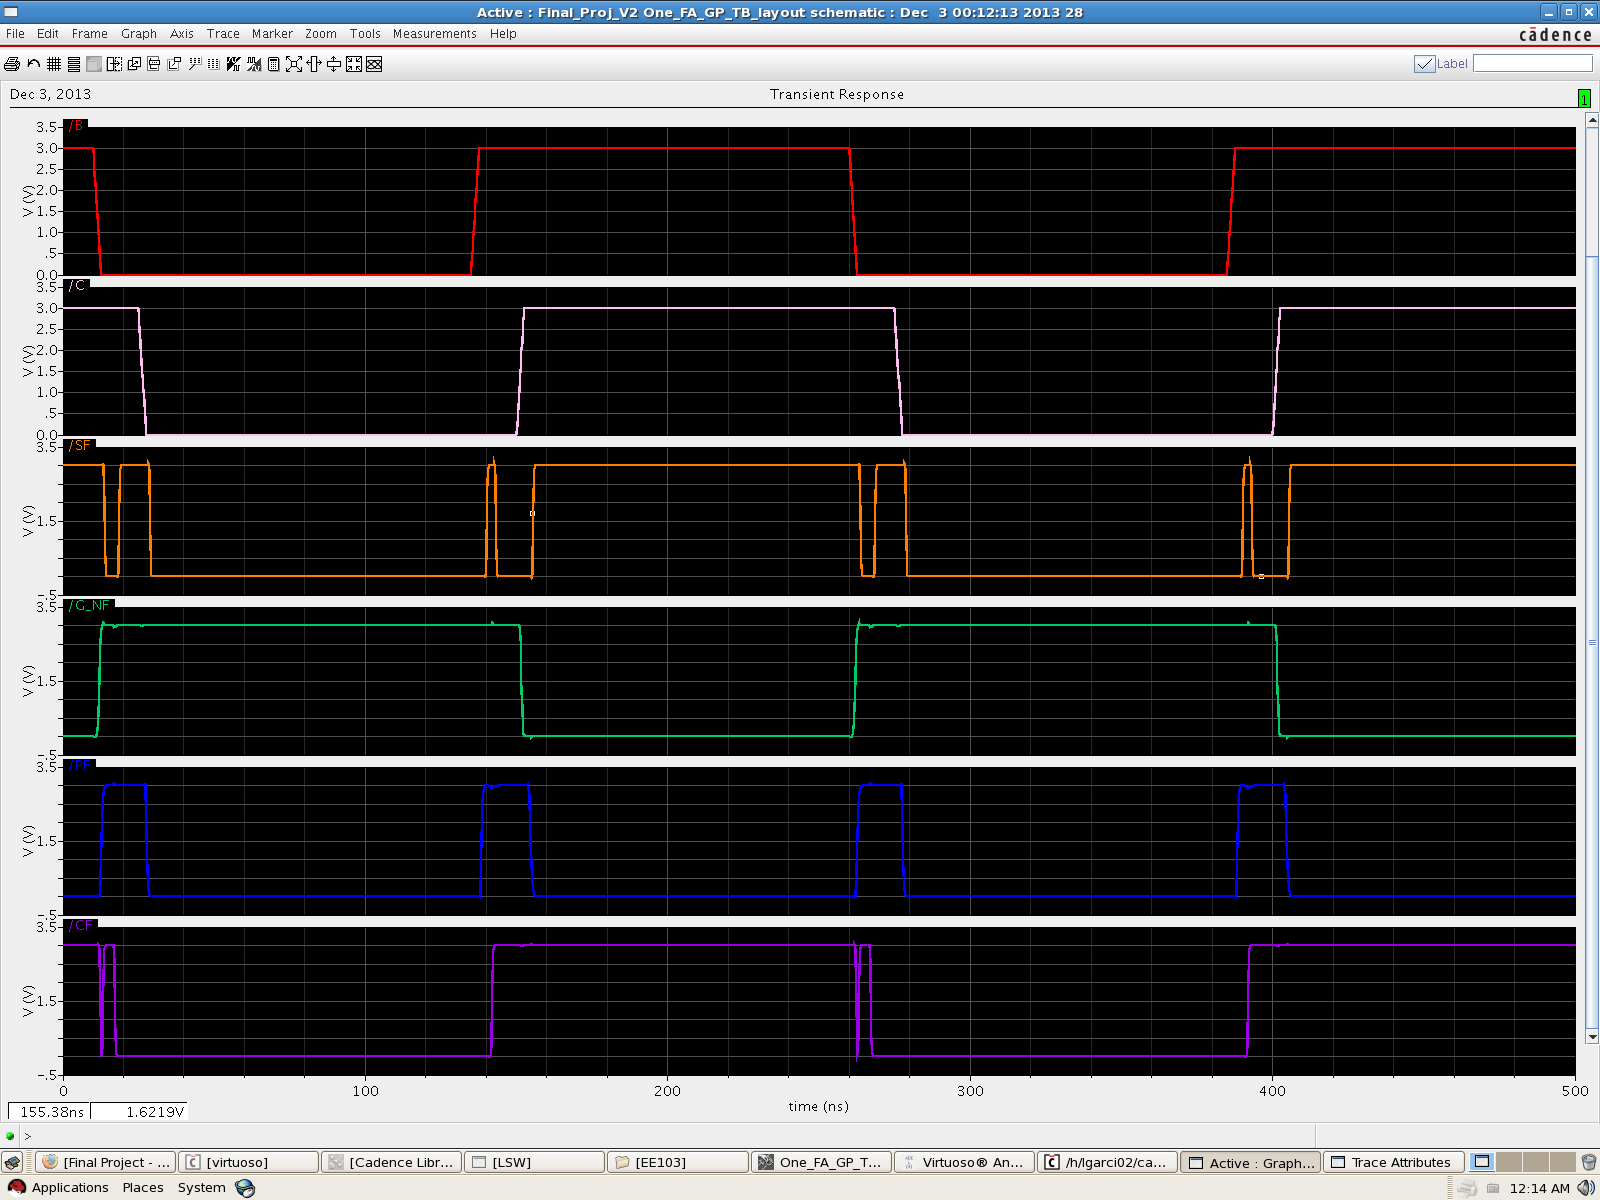 Active : Final_Proj_V2 One_FA_GP_TB_layout schematic : Dec  3 00:12:13 2013 28
File Edit Frame Graph Axis Trace Marker Zoom Tools Measurements Help
cādence
Label
Dec 3, 2013
Transient Response
1
/B
3.5
3.0
2.5
2.0
1.5
1.0
.5
0.0
V (V)
/C
3.5
3.0
2.5
2.0
1.5
1.0
.5
0.0
V (V)
/SF
3.5
1.5
-.5
V (V)
/G_NF
3.5
1.5
-.5
V (V)
/PF
3.5
1.5
-.5
V (V)
/CF
3.5
1.5
-.5
V (V)
0 100 200 300 400 500
time (ns)
155.38ns 1.6219V
>
[Final Project - ... [virtuoso] [Cadence Libr... [LSW] [EE103] One_FA_GP_T... Virtuoso® An... /h/lgarci02/ca... Active : Graph... Trace Attributes
Applications Places System 12:14 AM